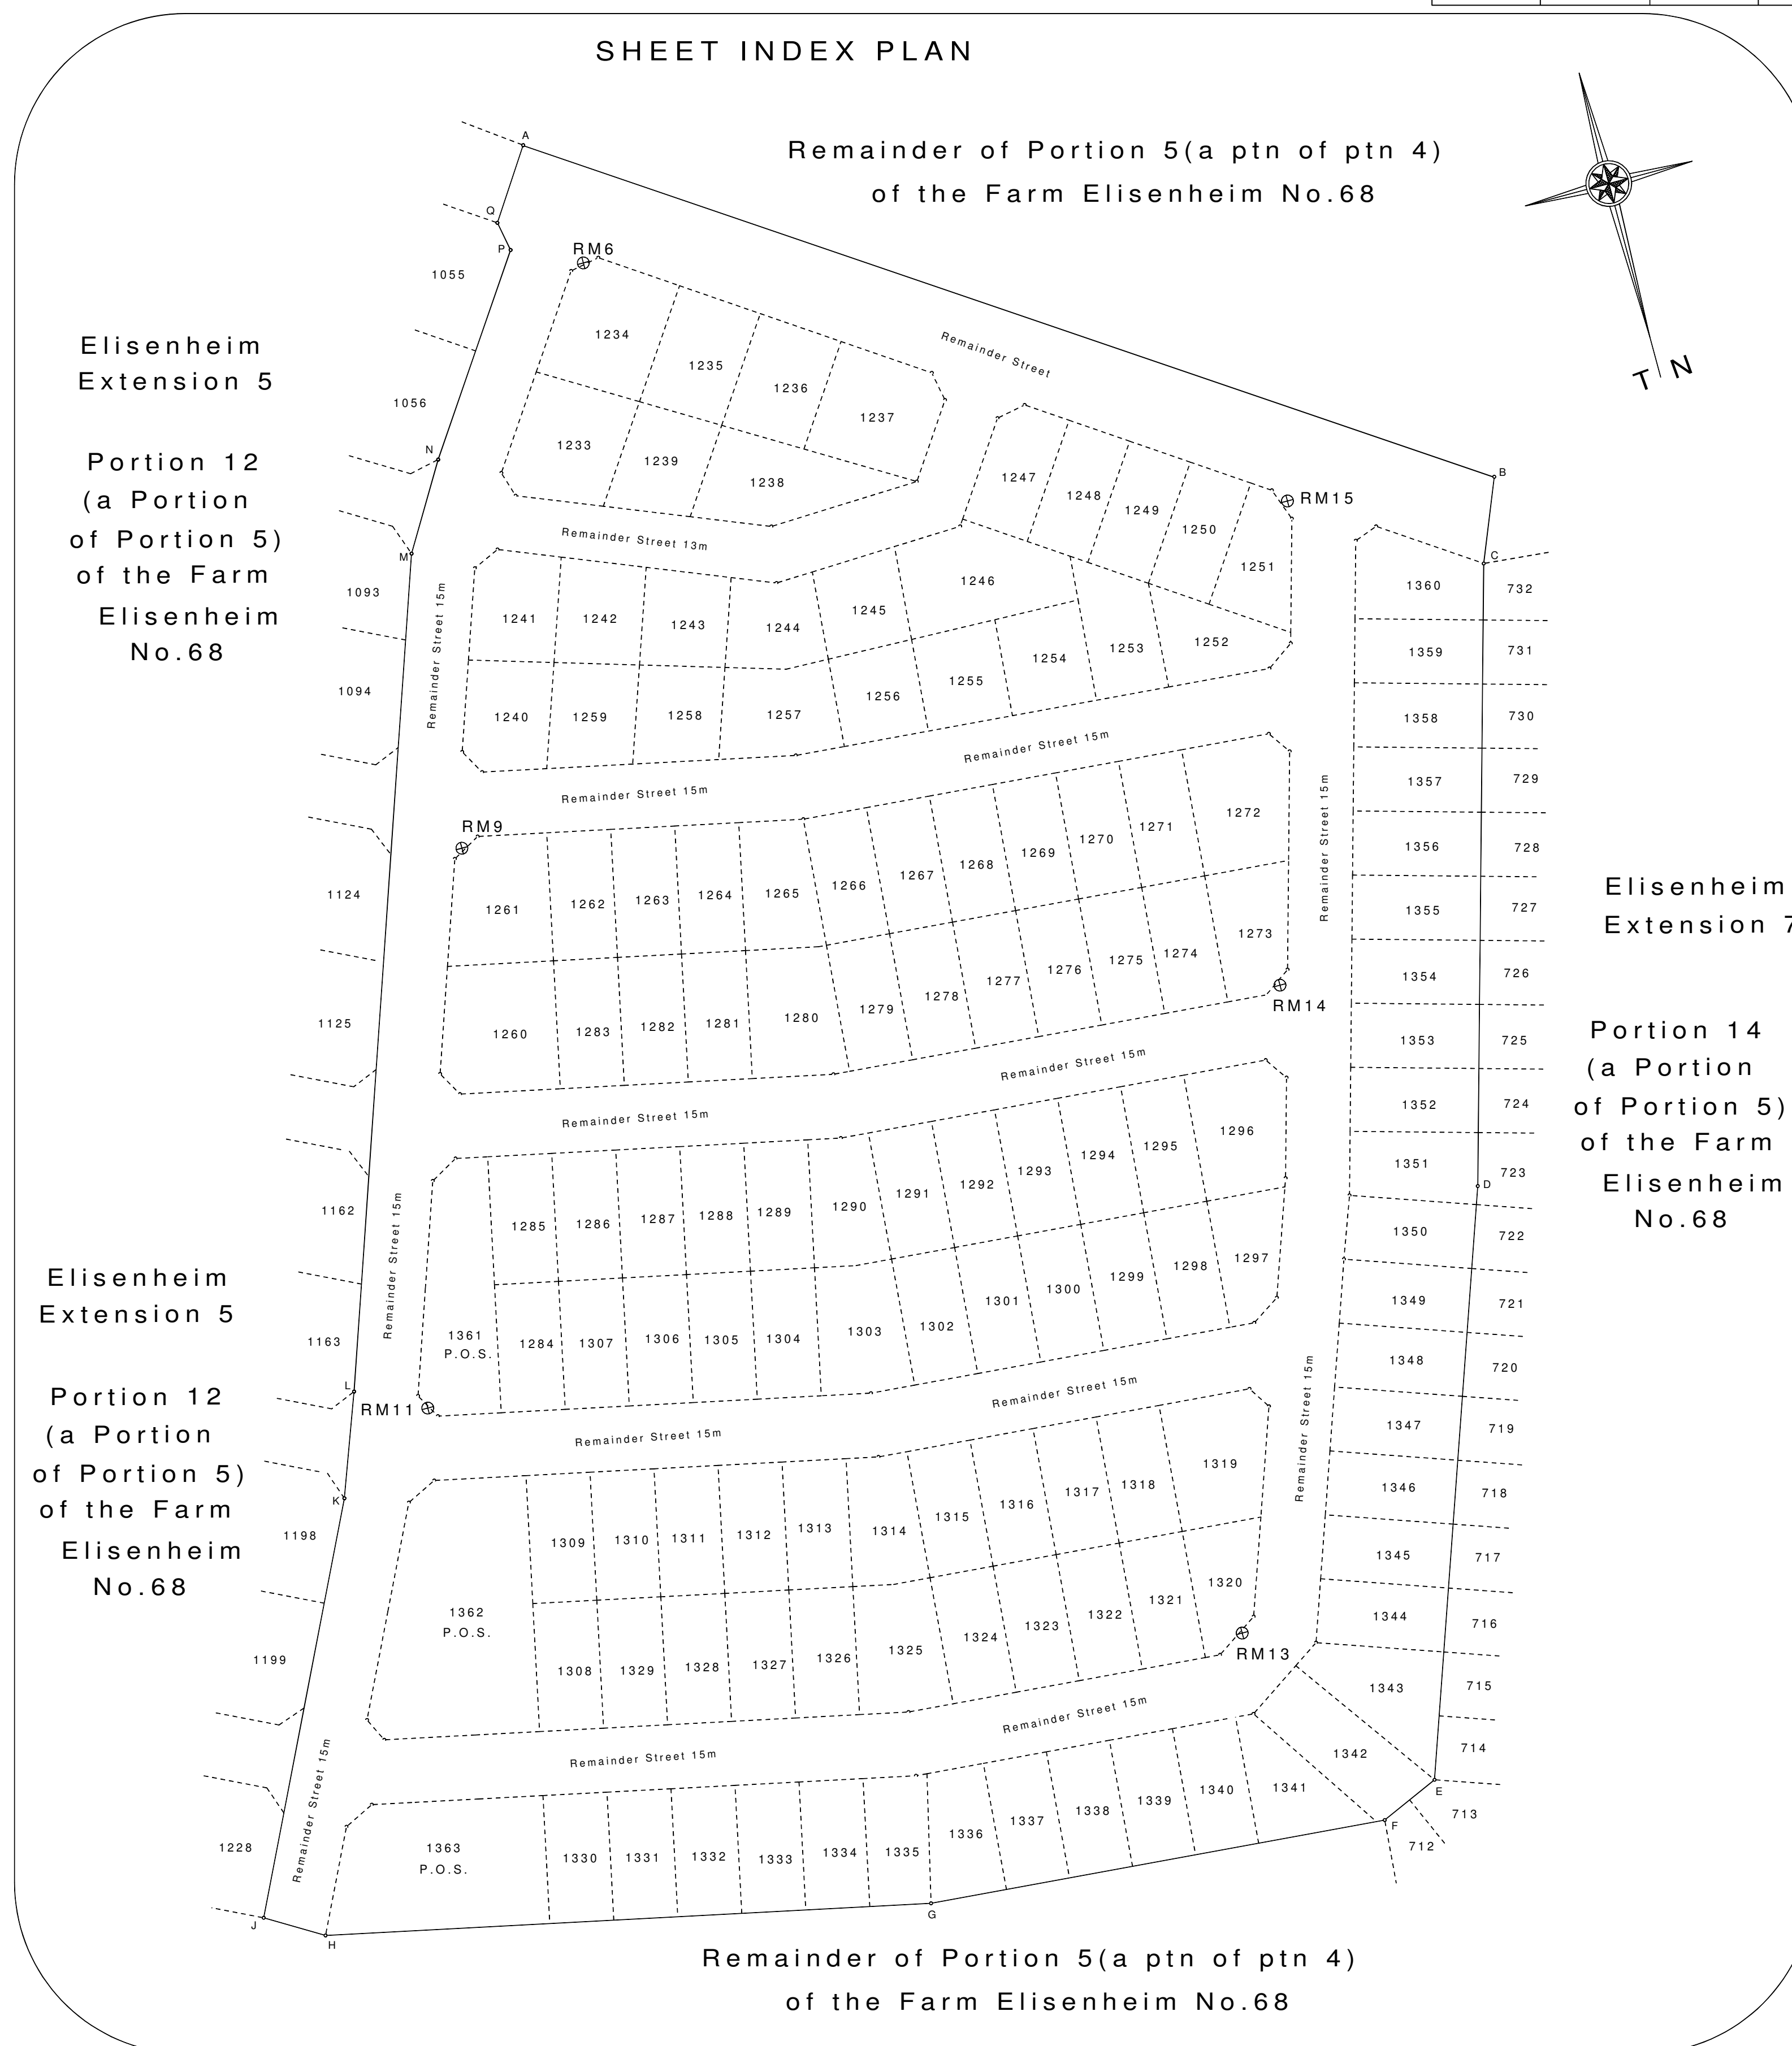 SHEET INDEX PLAN
Remainder of Portion 5(a ptn of ptn 4)
of the Farm Elisenheim No.68
A
Q
P
RM6
1055
T N
Elisenheim
Extension 5
1056
Portion 12
(a Portion
of Portion 5)
of the Farm
Elisenheim
No.68
N
M
1093
1094
1234
1235
1236
1237
1233
1239
1238
Remainder Street
B
C
RM15
1247
1248
1249
1250
1251
Remainder Street 13m
Remainder Street 15m
1241
1242
1243
1244
1245
1246
1240
1259
1258
1257
1256
1255
1254
1253
1252
Remainder Street 15m
Remainder Street 15m
RM9
1124
1125
1261
1262
1263
1264
1265
1266
1267
1268
1269
1270
1271
1272
1260
1283
1282
1281
1280
1279
1278
1277
1276
1275
1274
1273
RM14
Remainder Street 15m
1360
732
1359
731
1358
730
1357
729
1356
728
1355
727
1354
726
1353
725
1352
724
1351
723
D
1350
722
1349
721
1348
720
1347
719
1346
718
1345
717
1344
716
1343
715
714
1342
E
713
F
712
Elisenheim
Extension 7
Portion 14
(a Portion
of Portion 5)
of the Farm
Elisenheim
No.68
Remainder Street 15m
Remainder Street 15m
1162
1163
Remainder Street 15m
1285
1286
1287
1288
1289
1290
1291
1292
1293
1294
1295
1296
1361
P.O.S.
1284
1307
1306
1305
1304
1303
1302
1301
1300
1299
1298
1297
Elisenheim
Extension 5
L
RM11
Portion 12
(a Portion
of Portion 5)
of the Farm
Elisenheim
No.68
K
1198
1199
Remainder Street 15m
Remainder Street 15m
Remainder Street 15m
1309
1310
1311
1312
1313
1314
1315
1316
1317
1318
1319
1362
P.O.S.
1308
1329
1328
1327
1326
1325
1324
1323
1322
1321
1320
RM13
Remainder Street 15m
Remainder Street 15m
Remainder Street 15m
1228
1363
P.O.S.
1330
1331
1332
1333
1334
1335
1336
1337
1338
1339
1340
1341
J
H
G
Remainder of Portion 5(a ptn of ptn 4)
of the Farm Elisenheim No.68